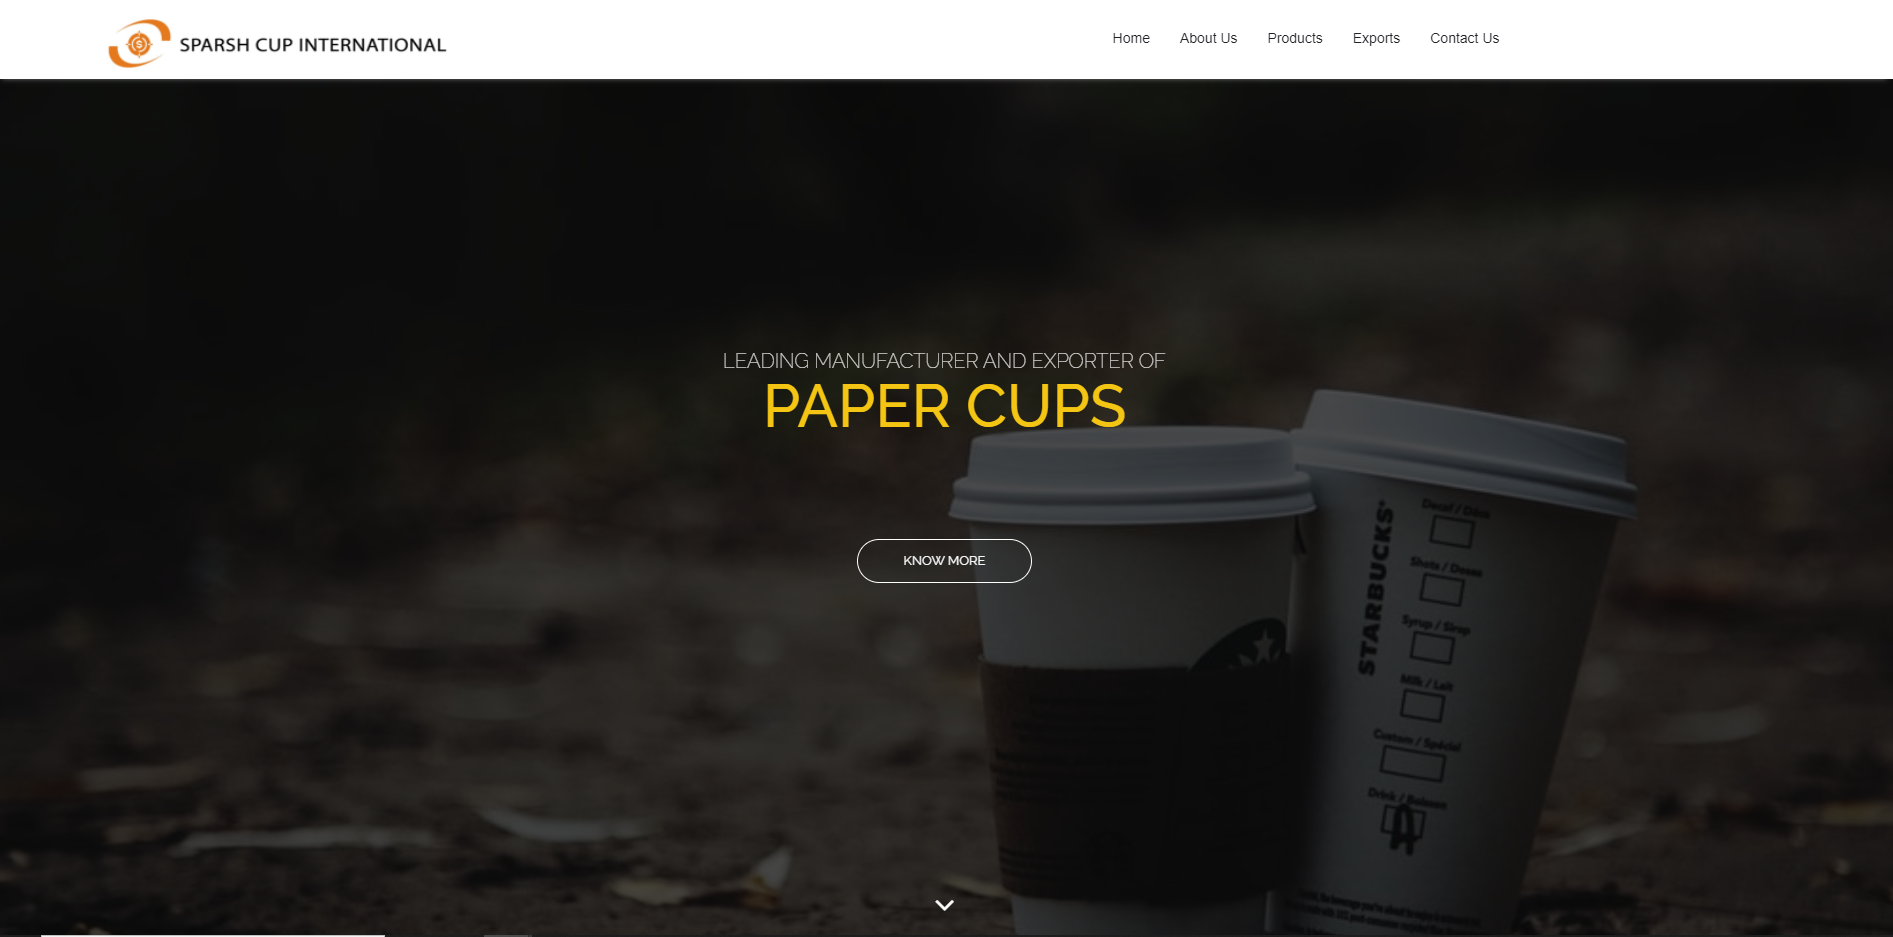 SPARSH CUP INTERNATIONAL
Home About Us Products Exports Contact Us
LEADING MANUFACTURER AND EXPORTER OF
PAPER CUPS
KNOW MORE
STARBUCKS
Decaf / Déca
Shots / Doses
Syrup / Sirop
Milk / Lait
Custom / Spécial
Drink / Boisson